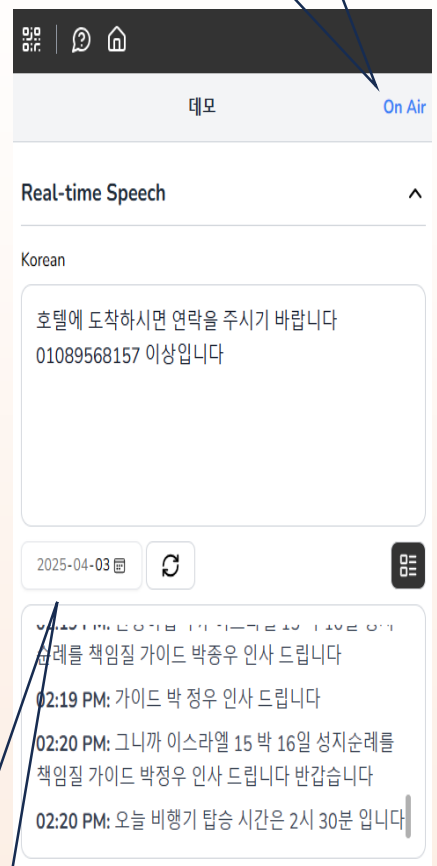 데모
On Air
Real-time Speech
Korean
호텔에 도착하시면 연락을 주시기 바랍니다
01089568157 이상입니다
2025-04-03
순례를 책임질 가이드 박종우 인사 드립니다
02:19 PM: 가이드 박 정우 인사 드립니다
02:20 PM: 그니까 이스라엘 15 박 16일 성지순례를
책임질 가이드 박정우 인사 드립니다 반갑습니다
02:20 PM: 오늘 비행기 탑승 시간은 2시 30분 입니다